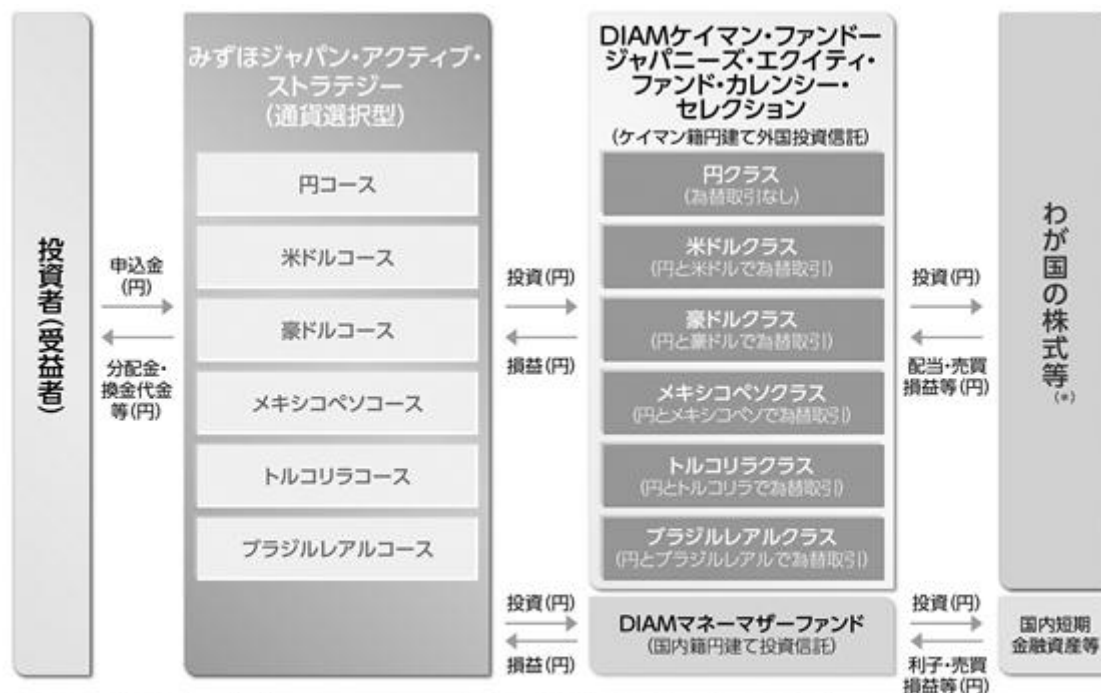 投資者(受益者)
申込金
(円)
分配金・
換金代金
等(円)
みずほジャパン・アクティブ・
ストラテジー
(通貨選択型)
円コース
米ドルコース
豪ドルコース
メキシコペソコース
トルコリラコース
ブラジルレアルコース
投資(円)
損益(円)
投資(円)
損益(円)
DIAMケイマン・ファンドー
ジャパニーズ・エクイティ・
ファンド・カレンシー・
セレクション
(ケイマン籍円建て外国投資信託)
円クラス
(為替取引なし)
米ドルクラス
(円と米ドルで為替取引)
豪ドルクラス
(円と豪ドルで為替取引)
メキシコペソクラス
(円とメキシコペソで為替取引)
トルコリラクラス
(円とトルコリラで為替取引)
ブラジルレアルクラス
(円とブラジルレアルで為替取引)
DIAMマネーマザーファンド
(国内籍円建て投資信託)
投資(円)
配当・売買
損益等(円)
投資(円)
利子・売買
損益等(円)
わが国の株式等
(*)
国内短期
金融資産等